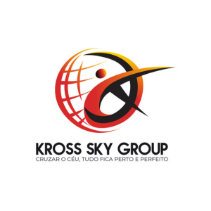 KROSS SKY GROUP
CRUZAR O CÉU, TUDO FICA PERTO E PERFEITO